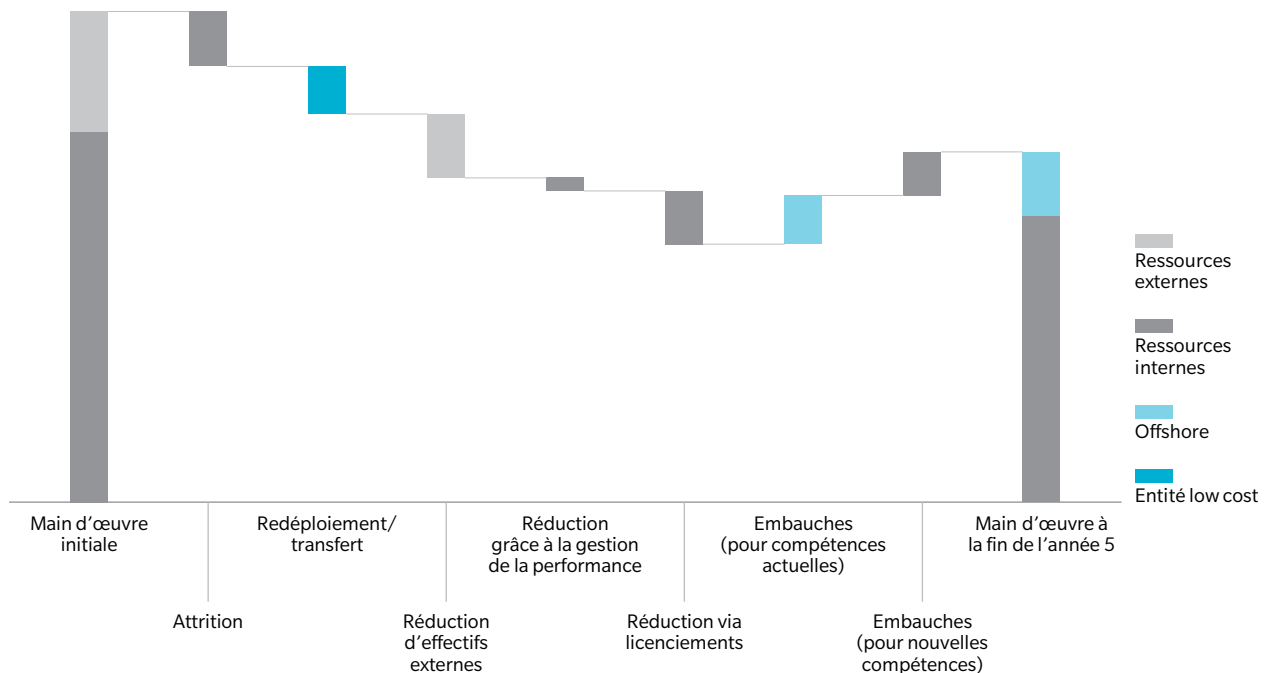 Ressources
externes
Ressources
internes
Offshore
Entité low cost
Main d'œuvre
initiale
Redéploiement/
transfert
Réduction
grâce à la gestion
de la performance
Embauches
(pour compétences
actuelles)
Main d'œuvre à
la fin de l'année 5
Attrition
Réduction
d'effectifs
externes
Réduction via
licenciements
Embauches
(pour nouvelles
compétences)